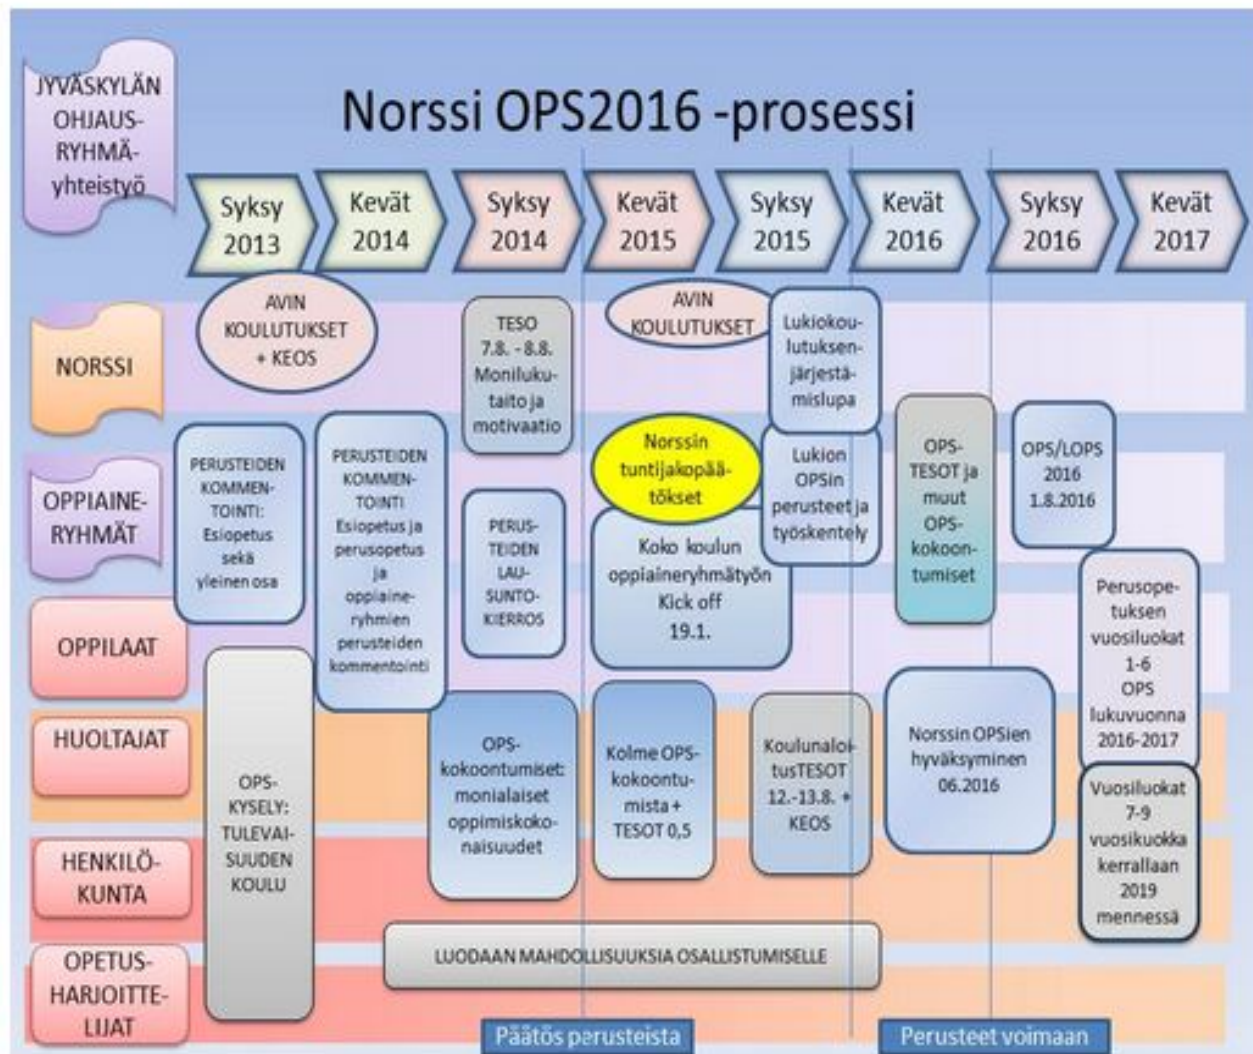 JYVÄSKYLÄN
OHJAUS-
RYHMÄ-
yhteistyö
Norssi OPS2016 -prosessi
Syksy
2013
Kevät
2014
Syksy
2014
Kevät
2015
Syksy
2015
Kevät
2016
Syksy
2016
Kevät
2017
NORSSI
OPPIAINE-
RYHMÄT
OPPILAAT
HUOLTAJAT
HENKILÖ-
KUNTA
OPETUS-
HARJOITTE-
LIJAT
AVIN
KOULUTUKSET
+ KEOS
PERUSTEIDEN
KOMMEN-
TOINTI:
Esiopetus
sekä
yleinen osa
OPS-
KYSELY:
TULEVAI-
SUUDEN
KOULU
PERUSTEIDEN
KOMMEN-
TOINTI
Esiopetus ja
perusopetus
ja
oppiaine-
ryhmien
perusteiden
kommentointi
TESO
7.8. - 8.8.
Moniluku-
taito ja
motivaatio
PERUS-
TEIDEN
LAU-
SUNTO-
KIERROS
OPS-
kokoontumiset:
monialaiset
oppimiskoko-
naisuudet
AVIN
KOULUTUKSET
Norssin
tuntijakopää-
tökset
Koko koulun
oppiaineryhmätyön
Kick off
19.1.
Kolme OPS-
kokoontu-
mista +
TESOT 0,5
Lukiokou-
lutuksen-
järjestä-
mislupa
Lukion
OPSin
perusteet ja
työskentely
Koulunaloi-
tusTESOT
12.-13.8. +
KEOS
OPS-
TESOT ja
muut
OPS-
kokoon-
tumiset
Norssin OPSien
hyväksyminen
06.2016
OPS/LOPS
2016
1.8.2016
Perusope-
tuksen
vuosiluokat
1-6
OPS
lukuvuonna
2016-2017
Vuosiluokat
7-9
vuosikuokka
kerrallaan
2019
mennessä
LUODAAN MAHDOLLISUUKSIA OSALLISTUMISELLE
Päätös perusteista
Perusteet voimaan